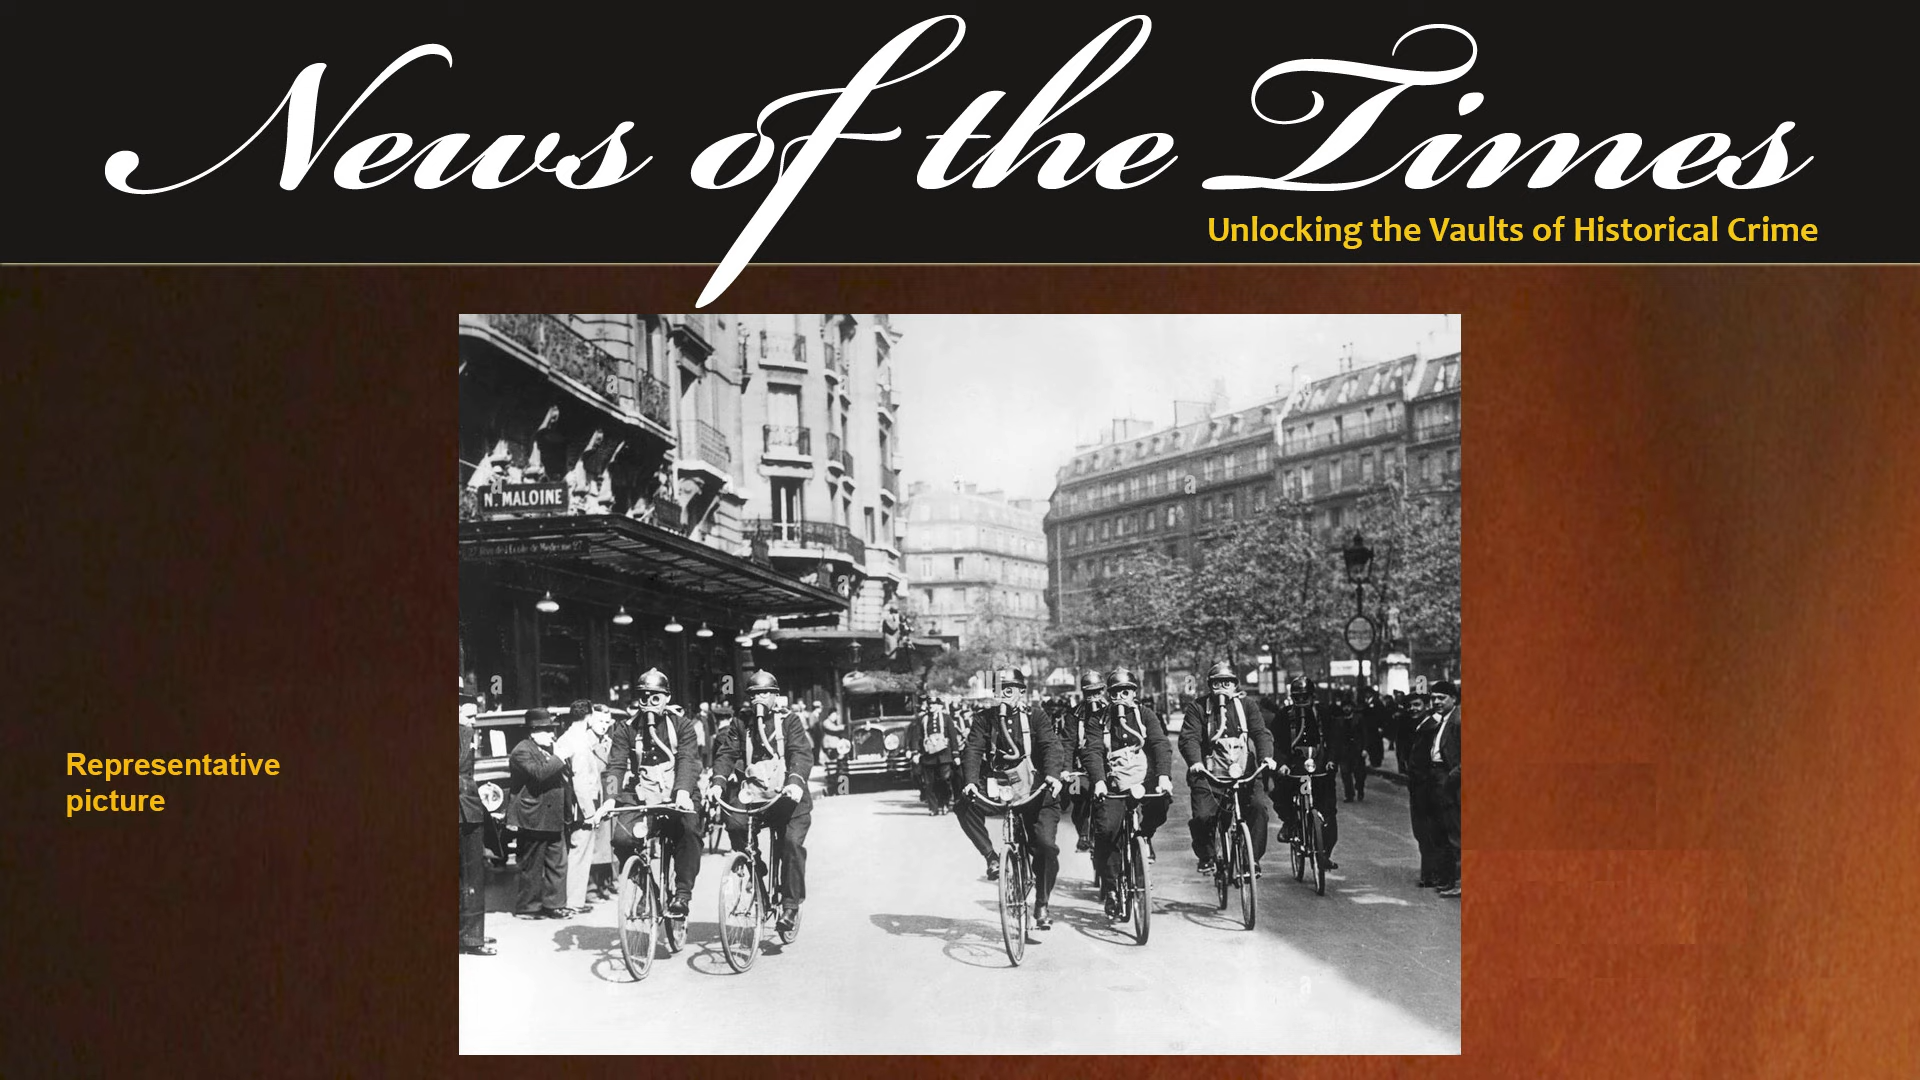 News of the Times
Unlocking the Vaults of Historical Crime
N. MALOINE
Representative
picture